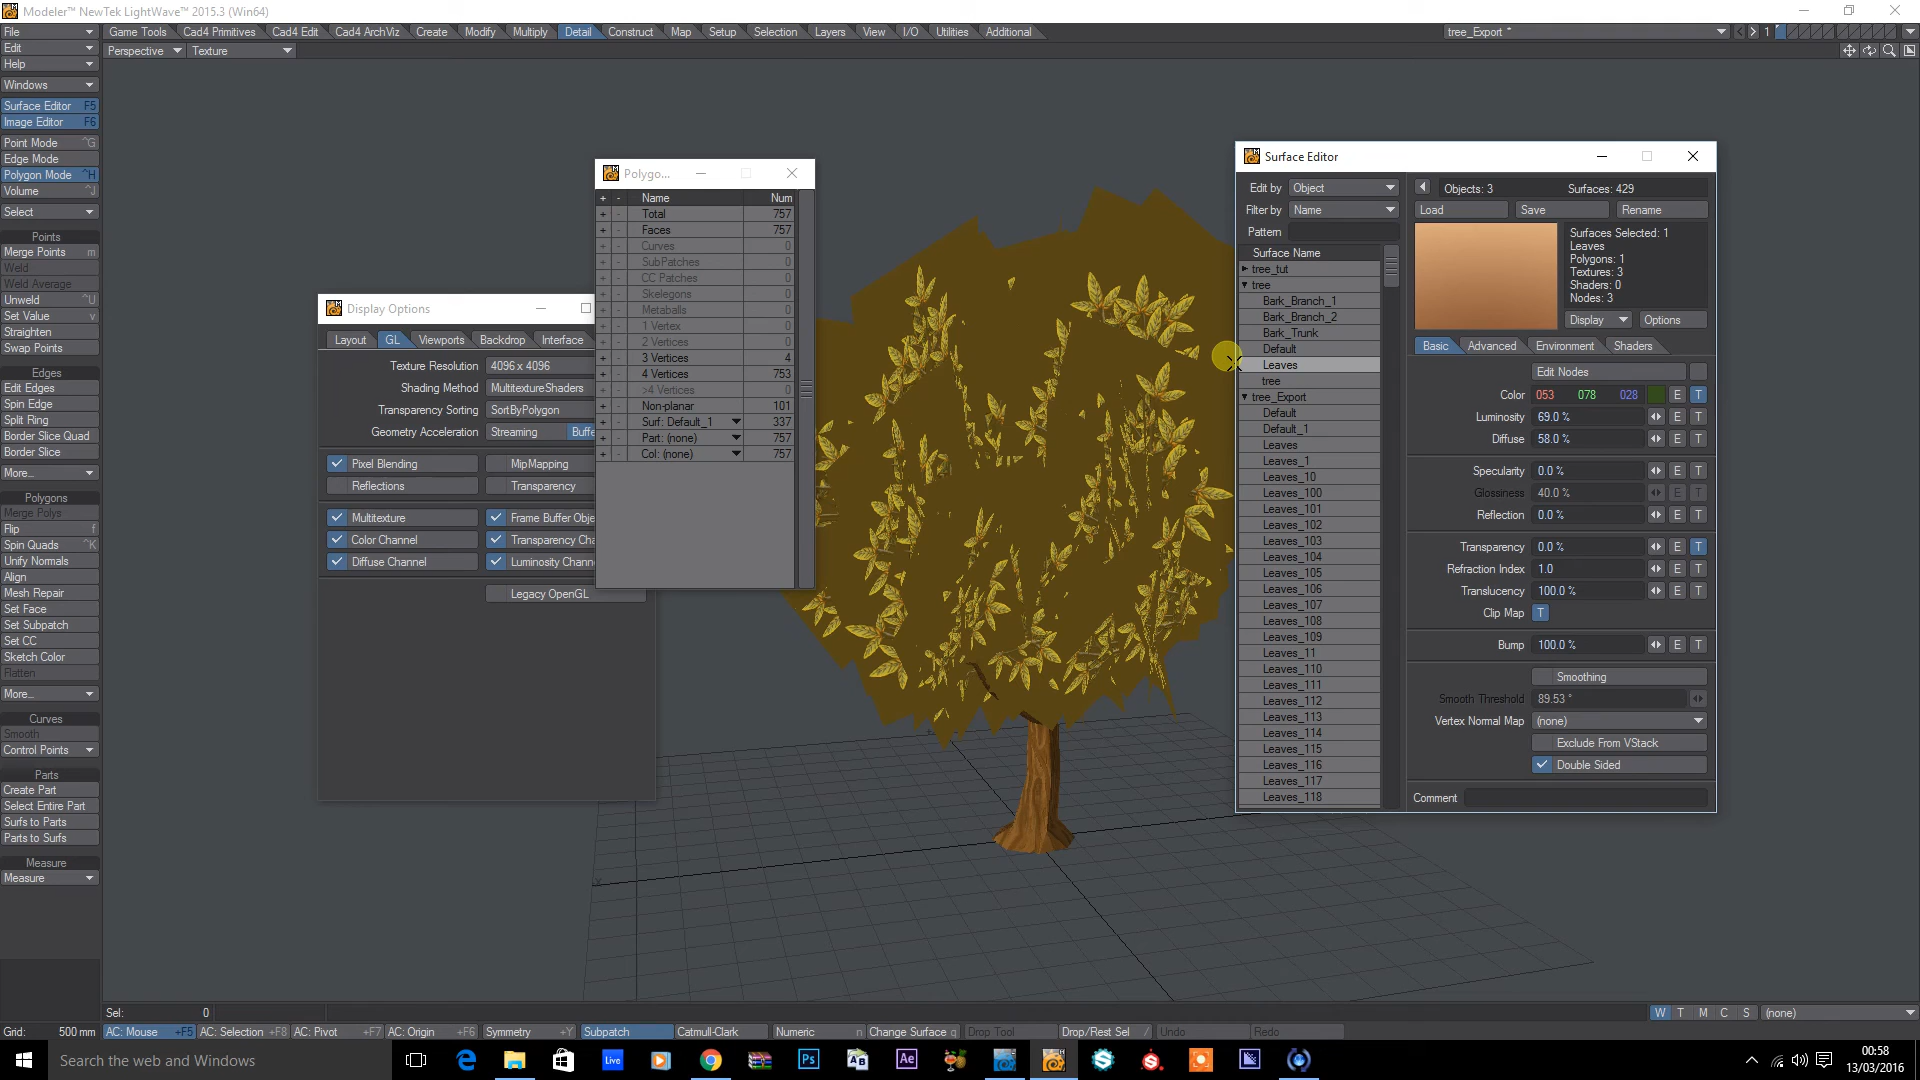 Modeler™ NewTek LightWave™ 2015.3 (Win64)
File
Game Tools Cad4 Primitives Cad4 Edit Cad4 ArchViz Create Modify Multiply Detail Construct Map Setup Selection Layers View I/O Utilities Additional tree_Export * 1
Edit
Perspective Texture
Help
Windows
Surface Editor F5
Image Editor F6
Point Mode ^G
Edge Mode
Polygon Mode ^H
Volume ^J
Select
Points
Merge Points m
Weld
Weld Average
Unweld ^U
Set Value v
Straighten
Swap Points
Edges
Edit Edges
Spin Edge
Split Ring
Border Slice Quad
Border Slice
More...
Polygons
Merge Polys
Flip f
Spin Quads ^K
Unify Normals
Align
Mesh Repair
Set Face
Set Subpatch
Set CC
Sketch Color
Flatten
More...
Curves
Smooth
Control Points
Parts
Create Part
Select Entire Part
Surfs to Parts
Parts to Surfs
Measure
Measure
Display Options
Layout GL Viewports Backdrop Interface
Texture Resolution 4096 x 4096
Shading Method MultitextureShaders
Transparency Sorting SortByPolygon
Geometry Acceleration Streaming Buffe
Pixel Blending MipMapping
Reflections Transparency
Multitexture Frame Buffer Obje
Color Channel Transparency Cha
Diffuse Channel Luminosity Chann
Legacy OpenGL
Polygo...
+ - Name Num
+ - Total 757
+ - Faces 757
+ - Curves 0
+ - SubPatches 0
+ - CC Patches 0
+ - Skelegons 0
+ - Metaballs 0
+ - 1 Vertex 0
+ - 2 Vertices 0
+ - 3 Vertices 4
+ - 4 Vertices 753
+ - >4 Vertices 0
+ - Non-planar 101
+ - Surf: Default_1 337
+ - Part: (none) 757
+ - Col: (none) 757
Surface Editor
Edit by Object
Filter by Name
Pattern
Surface Name
tree_tut
tree
Bark_Branch_1
Bark_Branch_2
Bark_Trunk
Default
Leaves
tree
tree_Export
Default
Default_1
Leaves
Leaves_1
Leaves_10
Leaves_100
Leaves_101
Leaves_102
Leaves_103
Leaves_104
Leaves_105
Leaves_106
Leaves_107
Leaves_108
Leaves_109
Leaves_11
Leaves_110
Leaves_111
Leaves_112
Leaves_113
Leaves_114
Leaves_115
Leaves_116
Leaves_117
Leaves_118
Objects: 3 Surfaces: 429
Load Save Rename
Surfaces Selected: 1
Leaves
Polygons: 1
Textures: 3
Shaders: 0
Nodes: 3
Display Options
Basic Advanced Environment Shaders
Edit Nodes
Color 053 078 028 E T
Luminosity 69.0 % E T
Diffuse 58.0 % E T
Specularity 0.0 % E T
Glossiness 40.0 % E T
Reflection 0.0 % E T
Transparency 0.0 % E T
Refraction Index 1.0 E T
Translucency 100.0 % E T
Clip Map T
Bump 100.0 % E T
Smoothing
Smooth Threshold 89.53 °
Vertex Normal Map (none)
Exclude From VStack
Double Sided
Comment
Sel: 0 W T M C S (none)
Grid: 500 mm AC: Mouse +F5 AC: Selection +F8 AC: Pivot +F7 AC: Origin +F6 Symmetry +Y Subpatch Catmull-Clark Numeric n Change Surface q Drop Tool Drop/Rest Sel / Undo Redo
Search the web and Windows
Live
Ps
Ae
00:58
13/03/2016